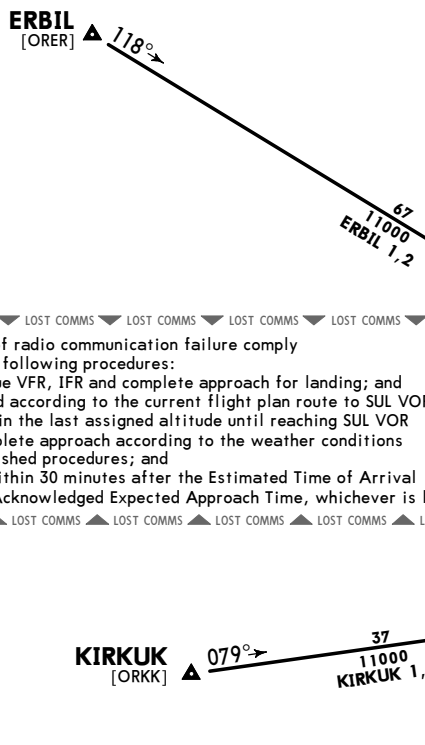 ERBIL
[ORER]
118°
67
11000
ERBIL 1,2
LOST COMMS LOST COMMS LOST COMMS LOST COMMS
f radio communication failure comply
following procedures:
e VFR, IFR and complete approach for landing; and
d according to the current flight plan route to SUL VOR
in the last assigned altitude until reaching SUL VOR
plete approach according to the weather conditions
shed procedures; and
ithin 30 minutes after the Estimated Time of Arrival
Acknowledged Expected Approach Time, whichever is
LOST COMMS LOST COMMS LOST COMMS LOST COMMS
KIRKUK
[ORKK]
079°
37
11000
KIRKUK 1,